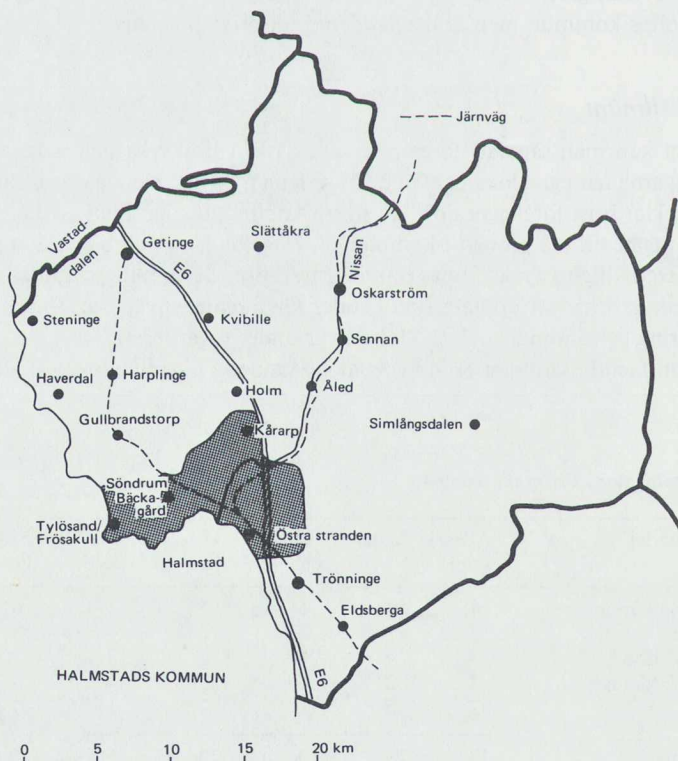 Järnväg
Vastad-
dalen
Getinge
E6
Slättåkra
Nissan
Oskarström
Steninge
Kvibille
Sennan
Haverdal
Harplinge
Holm
Åled
Gullbrandstorp
Kårarp
Simlångsdalen
Söndrum
Bäcka-
gård
Tylösand/
Frösakull
Östra stranden
Halmstad
Trönninge
Eldsberga
HALMSTADS KOMMUN
E6
0 5 10 15 20 km